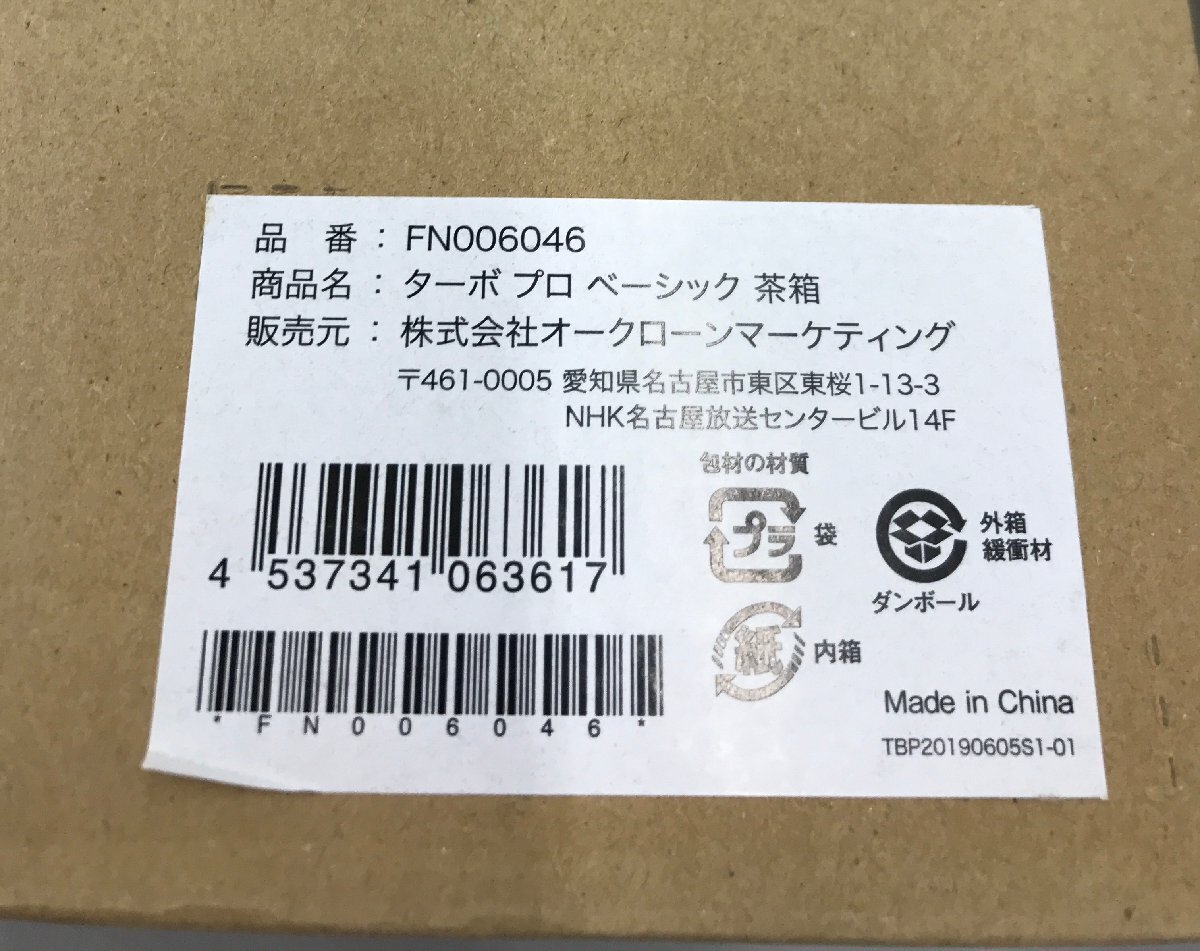 品 番 : FN006046
商品名 : ターボ プロ ベーシック 茶箱
販売元 : 株式会社オークローンマーケティング
〒461-0005 愛知県名古屋市東区東桜1-13-3
NHK名古屋放送センタービル14F
包材の材質
プラ 袋
外箱
緩衝材
ダンボール
紙 内箱
4 537341 063617
*FN006046*
Made in China
TBP20190605S1-01